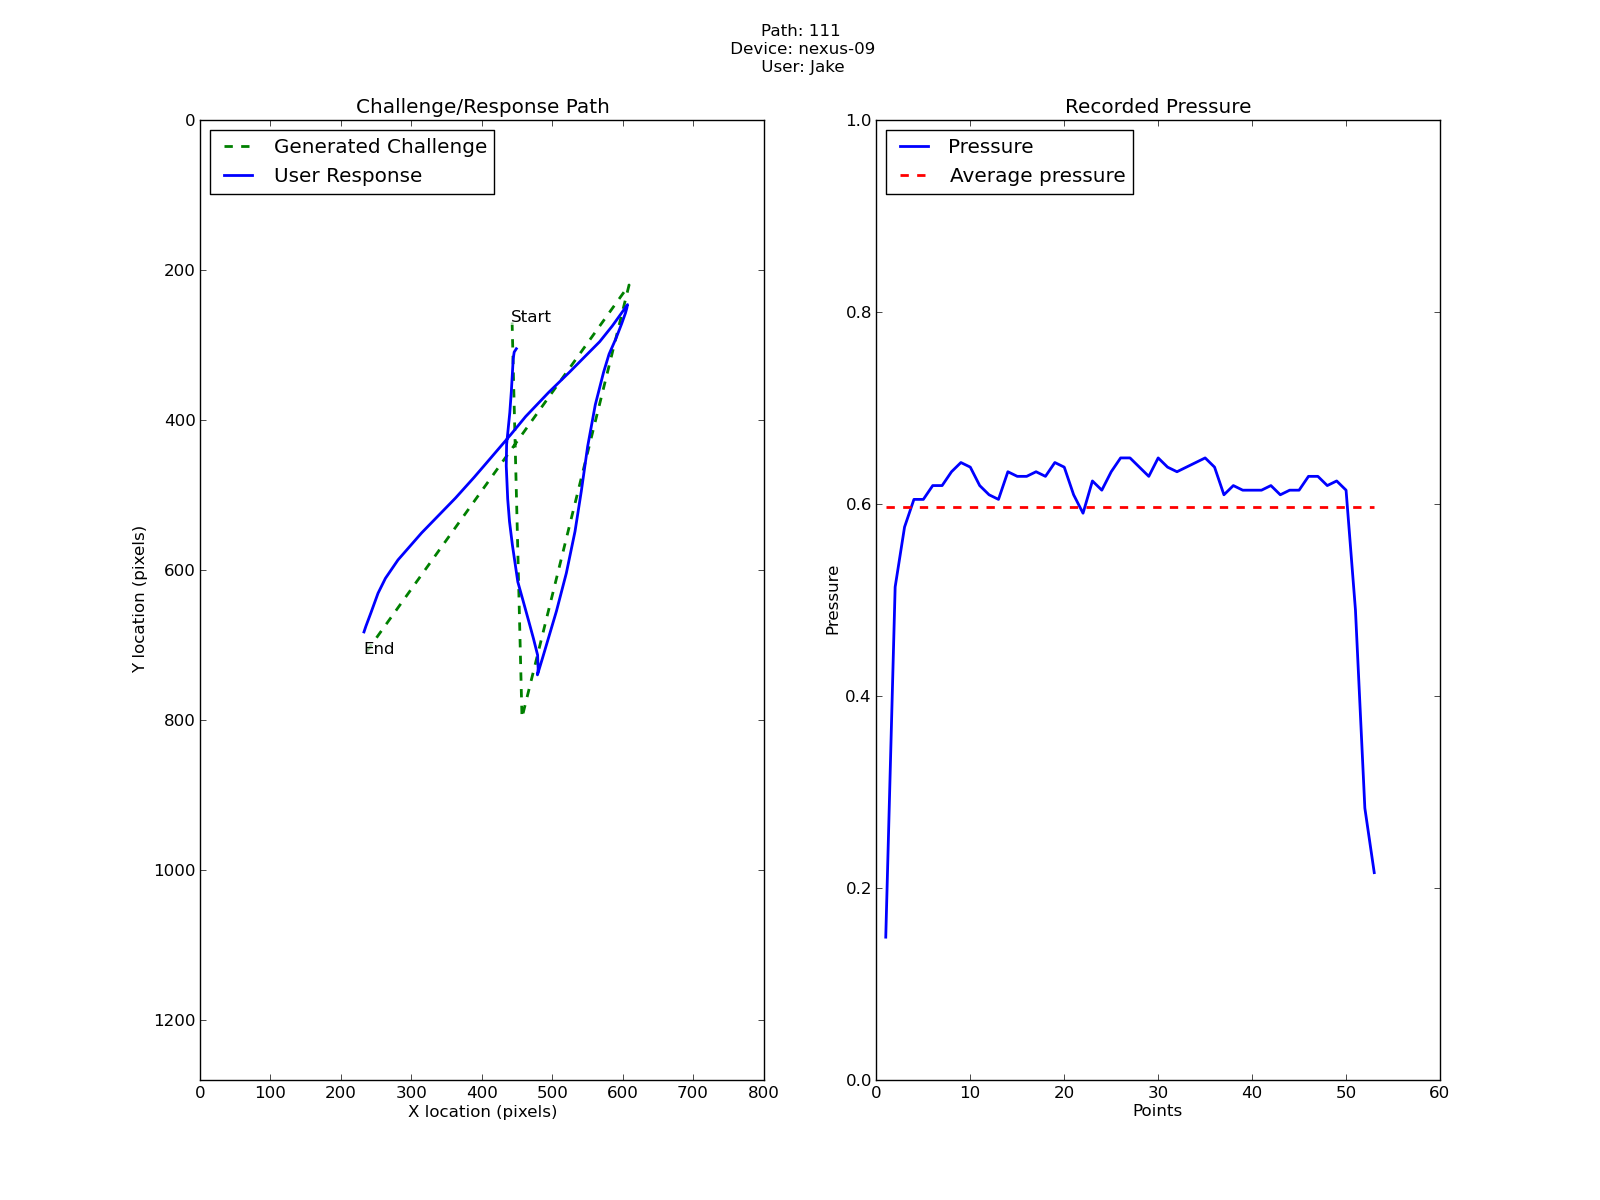 Path: 111
Device: nexus-09
User: Jake
Challenge/Response Path
Generated Challenge
User Response
Start
End
0
200
400
600
800
1000
1200
Y location (pixels)
0 100 200 300 400 500 600 700 800
X location (pixels)
Recorded Pressure
Pressure
Average pressure
1.0
0.8
0.6
0.4
0.2
0.0
Pressure
0 10 20 30 40 50 60
Points